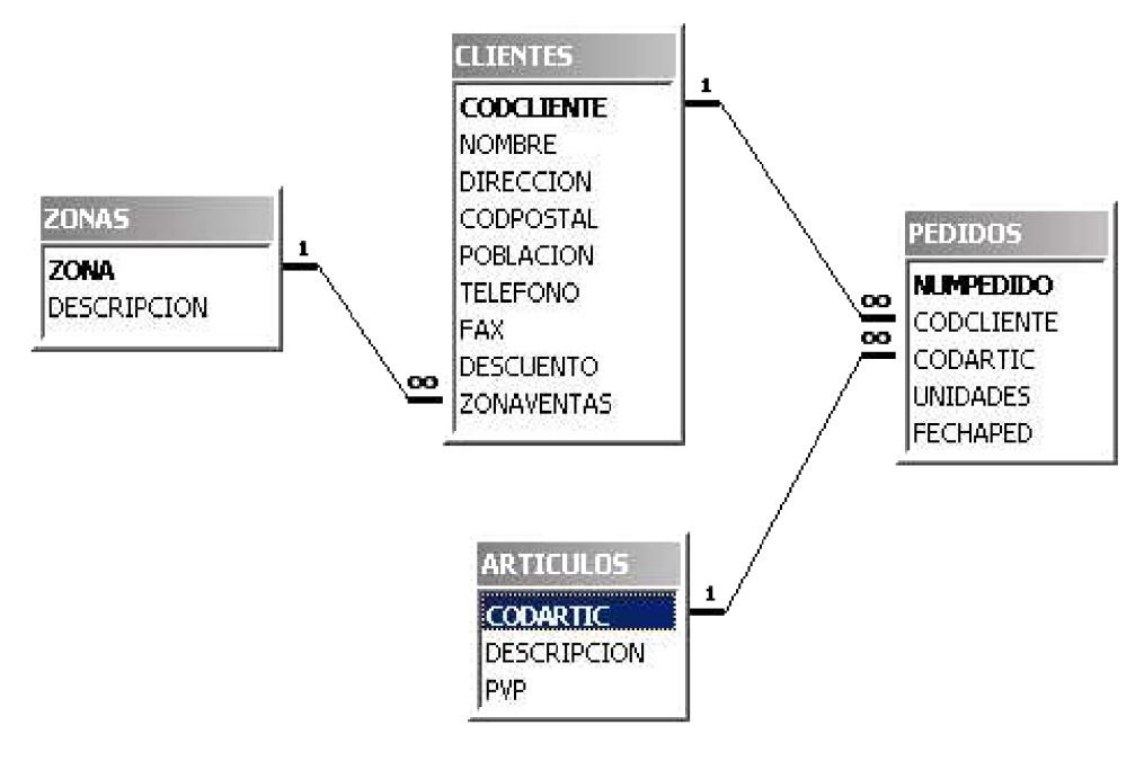 CLIENTES
CODCLIENTE
NOMBRE
DIRECCION
CODPOSTAL
POBLACION
TELEFONO
FAX
DESCUENTO
ZONAVENTAS
ZONAS
ZONA
DESCRIPCION
PEDIDOS
NUMPEDIDO
CODCLIENTE
CODARTIC
UNIDADES
FECHAPED
ARTICULOS
CODARTIC
DESCRIPCION
PVP
1
∞
1
∞
∞
1